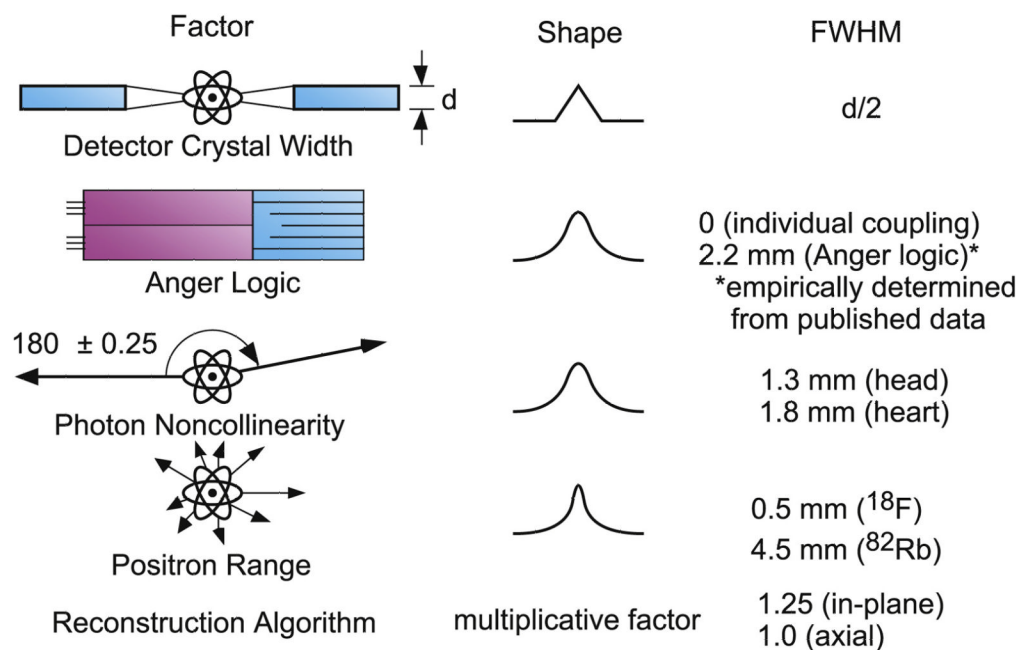 Factor Shape FWHM
d
d/2
Detector Crystal Width
0 (individual coupling)
2.2 mm (Anger logic)*
*empirically determined
from published data
Anger Logic
180 ± 0.25
1.3 mm (head)
1.8 mm (heart)
Photon Noncollinearity
0.5 mm (¹⁸F)
4.5 mm (⁸²Rb)
Positron Range
Reconstruction Algorithm multiplicative factor 1.25 (in-plane)
1.0 (axial)